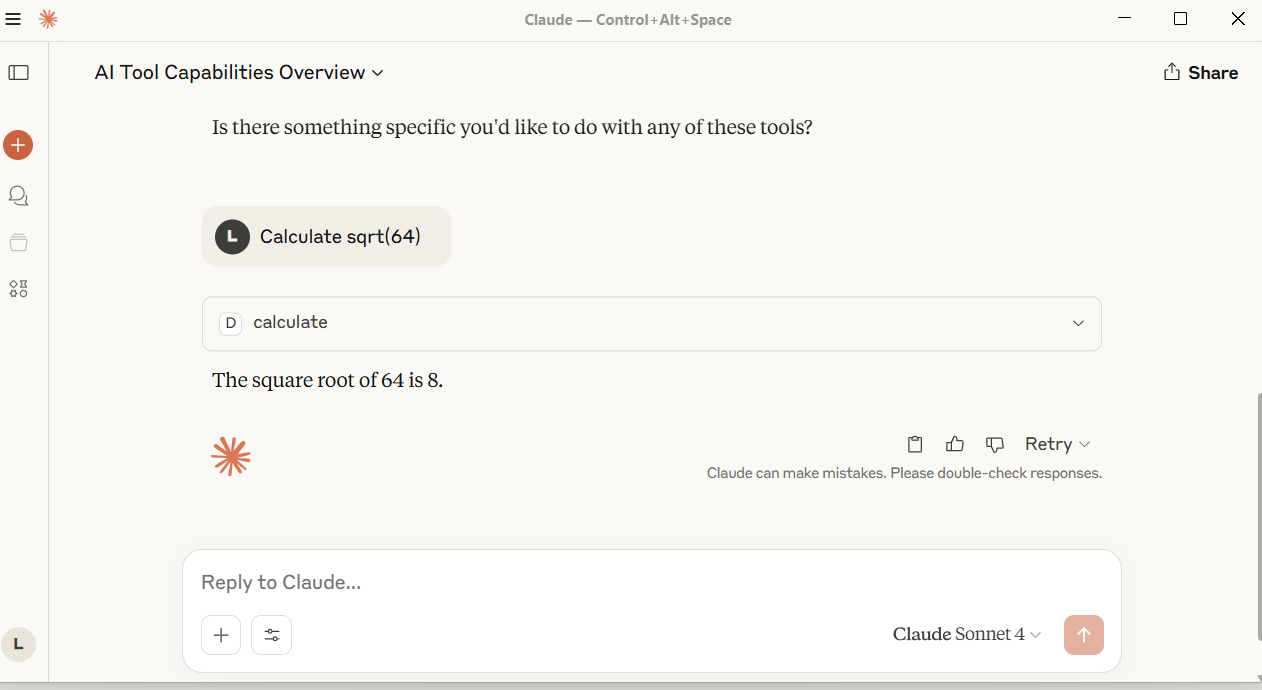 Claude — Control+Alt+Space
AI Tool Capabilities Overview
Share
Is there something specific you'd like to do with any of these tools?
L Calculate sqrt(64)
D calculate
The square root of 64 is 8.
Retry
Claude can make mistakes. Please double-check responses.
Reply to Claude...
Claude Sonnet 4
L